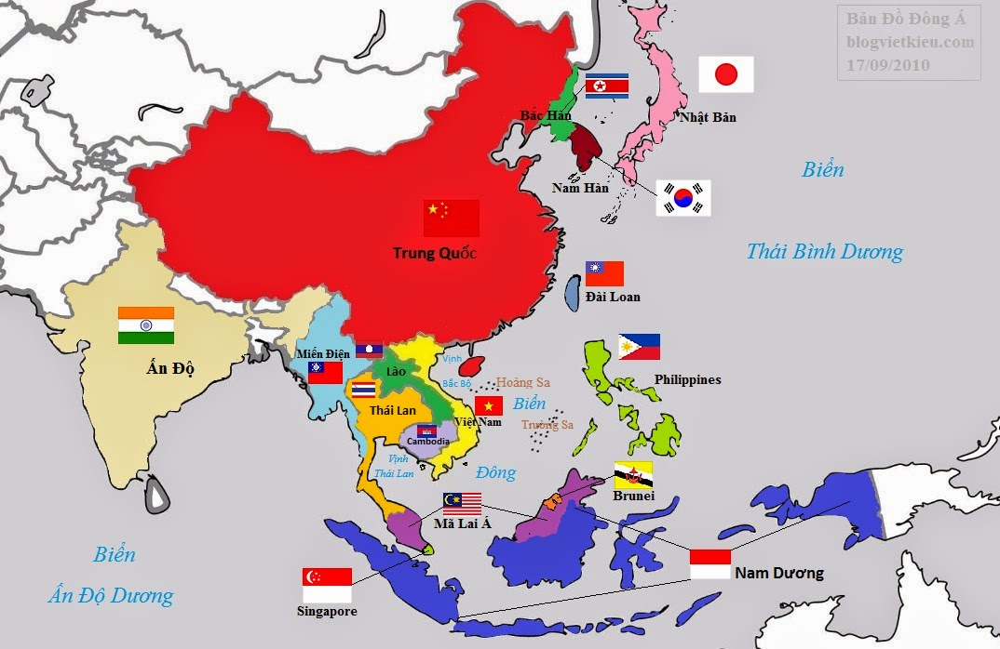 Bản Đồ Đông Á
blogvietkieu.com
17/09/2010
Bắc Hàn
Nhật Bản
Nam Hàn
Biển
Thái Bình Dương
Trung Quốc
Đài Loan
Ấn Độ
Miến Điện
Lào
Vịnh
Bắc Bộ
Hoàng Sa
Philippines
Thái Lan
Biển
Việt Nam
Trường Sa
Cambodia
Vịnh
Thái Lan
Đông
Brunei
Mã Lai Á
Biển
Ấn Độ Dương
Nam Dương
Singapore